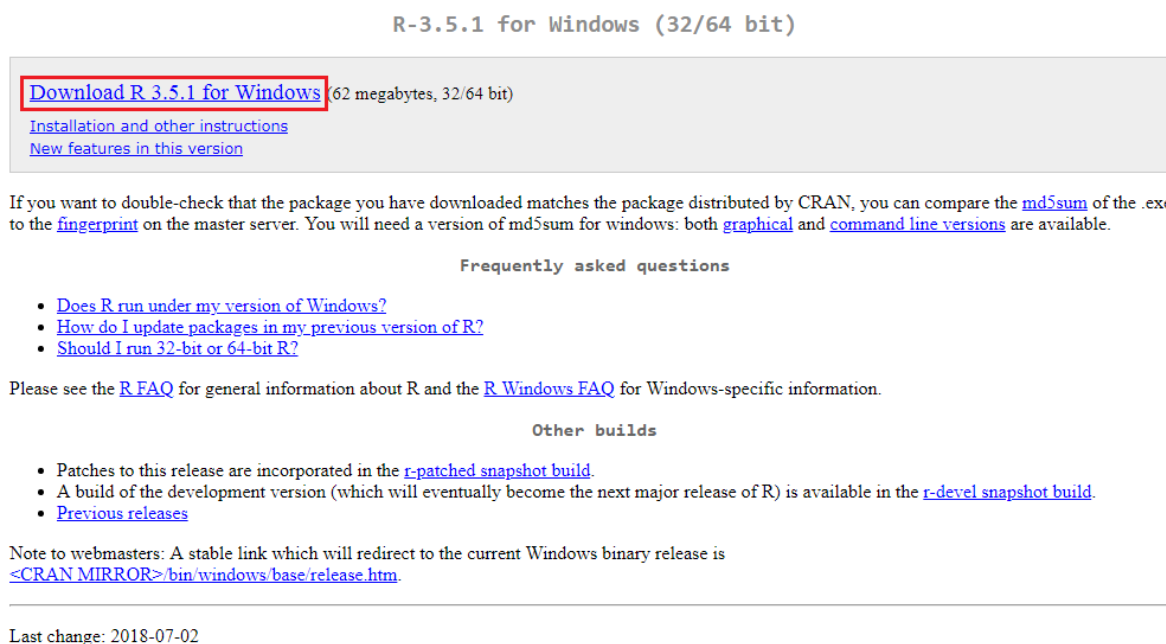 R-3.5.1 for Windows (32/64 bit)
Download R 3.5.1 for Windows (62 megabytes, 32/64 bit)
Installation and other instructions
New features in this version
If you want to double-check that the package you have downloaded matches the package distributed by CRAN, you can compare the md5sum of the .exe
to the fingerprint on the master server. You will need a version of md5sum for windows: both graphical and command line versions are available.
Frequently asked questions
Does R run under my version of Windows?
How do I update packages in my previous version of R?
Should I run 32-bit or 64-bit R?
Please see the R FAQ for general information about R and the R Windows FAQ for Windows-specific information.
Other builds
Patches to this release are incorporated in the r-patched snapshot build.
A build of the development version (which will eventually become the next major release of R) is available in the r-devel snapshot build.
Previous releases
Note to webmasters: A stable link which will redirect to the current Windows binary release is
<CRAN MIRROR>/bin/windows/base/release.htm.
Last change: 2018-07-02